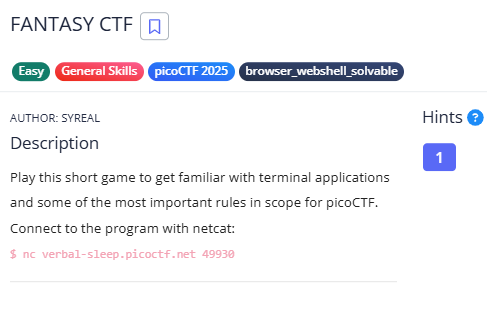 FANTASY CTF
Easy General Skills picoCTF 2025 browser_webshell_solvable
AUTHOR: SYREAL
Description
Play this short game to get familiar with terminal applications
and some of the most important rules in scope for picoCTF.
Connect to the program with netcat:
$ nc verbal-sleep.picoctf.net 49930
Hints ?
1